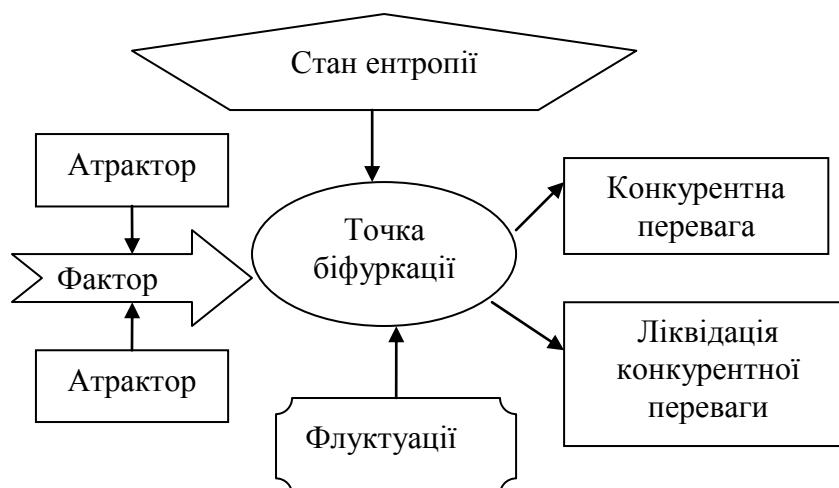 Стан ентропії
Атрактор
Конкурентна
перевага
Точка
біфуркації
Фактор
Атрактор
Ліквідація
конкурентної
переваги
Флуктуації